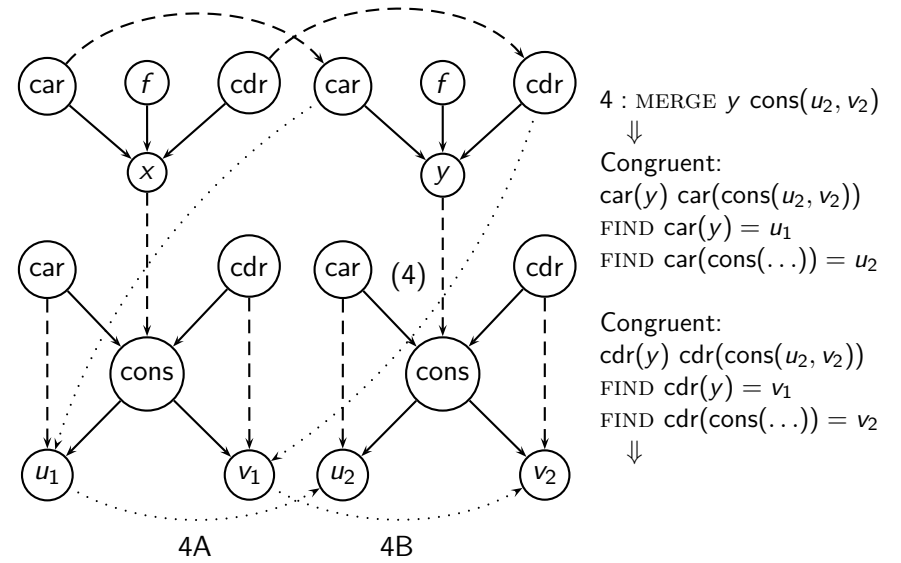 car f cdr car f cdr
x y
car cdr car (4) cdr
cons cons
u₁ v₁ u₂ v₂
4A 4B
4 : MERGE y cons(u₂, v₂)
⇓
Congruent:
car(y) car(cons(u₂, v₂))
FIND car(y) = u₁
FIND car(cons(...)) = u₂
Congruent:
cdr(y) cdr(cons(u₂, v₂))
FIND cdr(y) = v₁
FIND cdr(cons(...)) = v₂
⇓